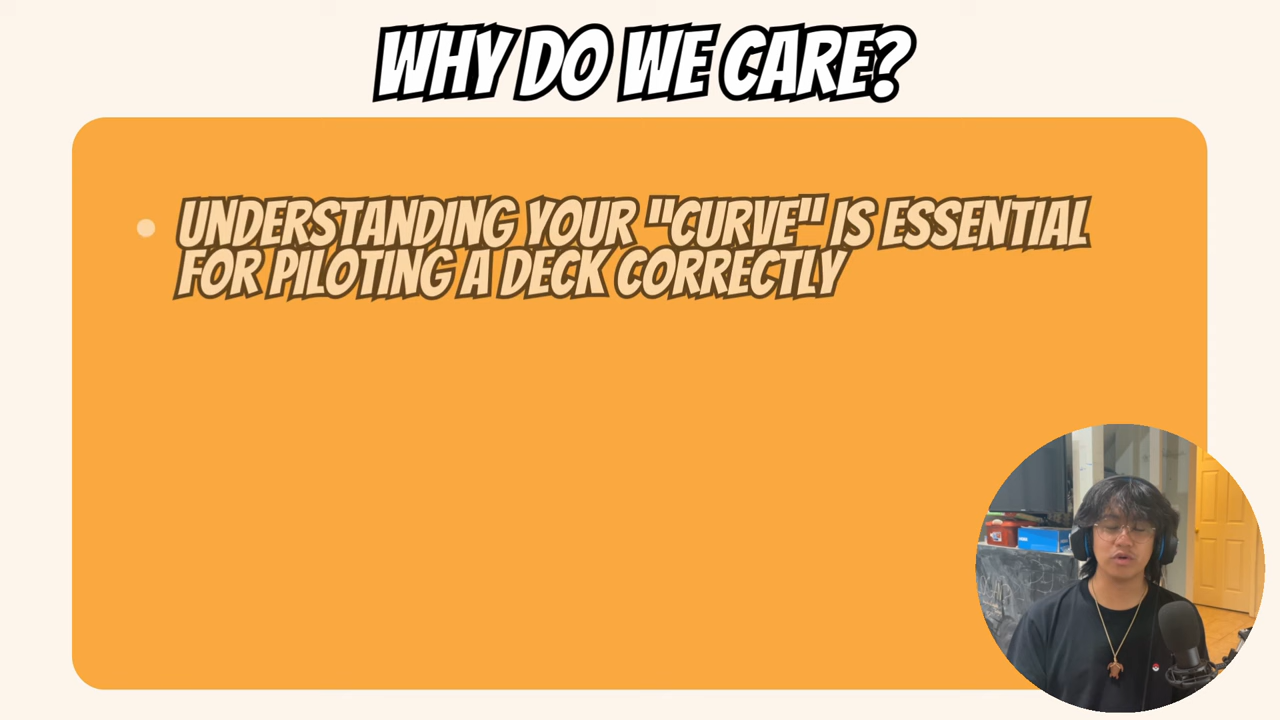 WHY DO WE CARE?
UNDERSTANDING YOUR "CURVE" IS ESSENTIAL
FOR PILOTING A DECK CORRECTLY